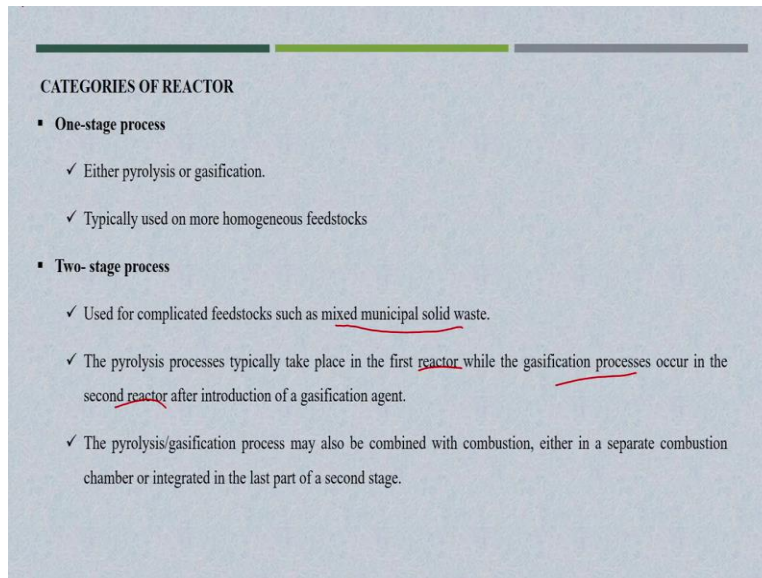 CATEGORIES OF REACTOR
▪ One-stage process
✓ Either pyrolysis or gasification.
✓ Typically used on more homogeneous feedstocks
▪ Two- stage process
✓ Used for complicated feedstocks such as mixed municipal solid waste.
✓ The pyrolysis processes typically take place in the first reactor while the gasification processes occur in the
second reactor after introduction of a gasification agent.
✓ The pyrolysis/gasification process may also be combined with combustion, either in a separate combustion
chamber or integrated in the last part of a second stage.